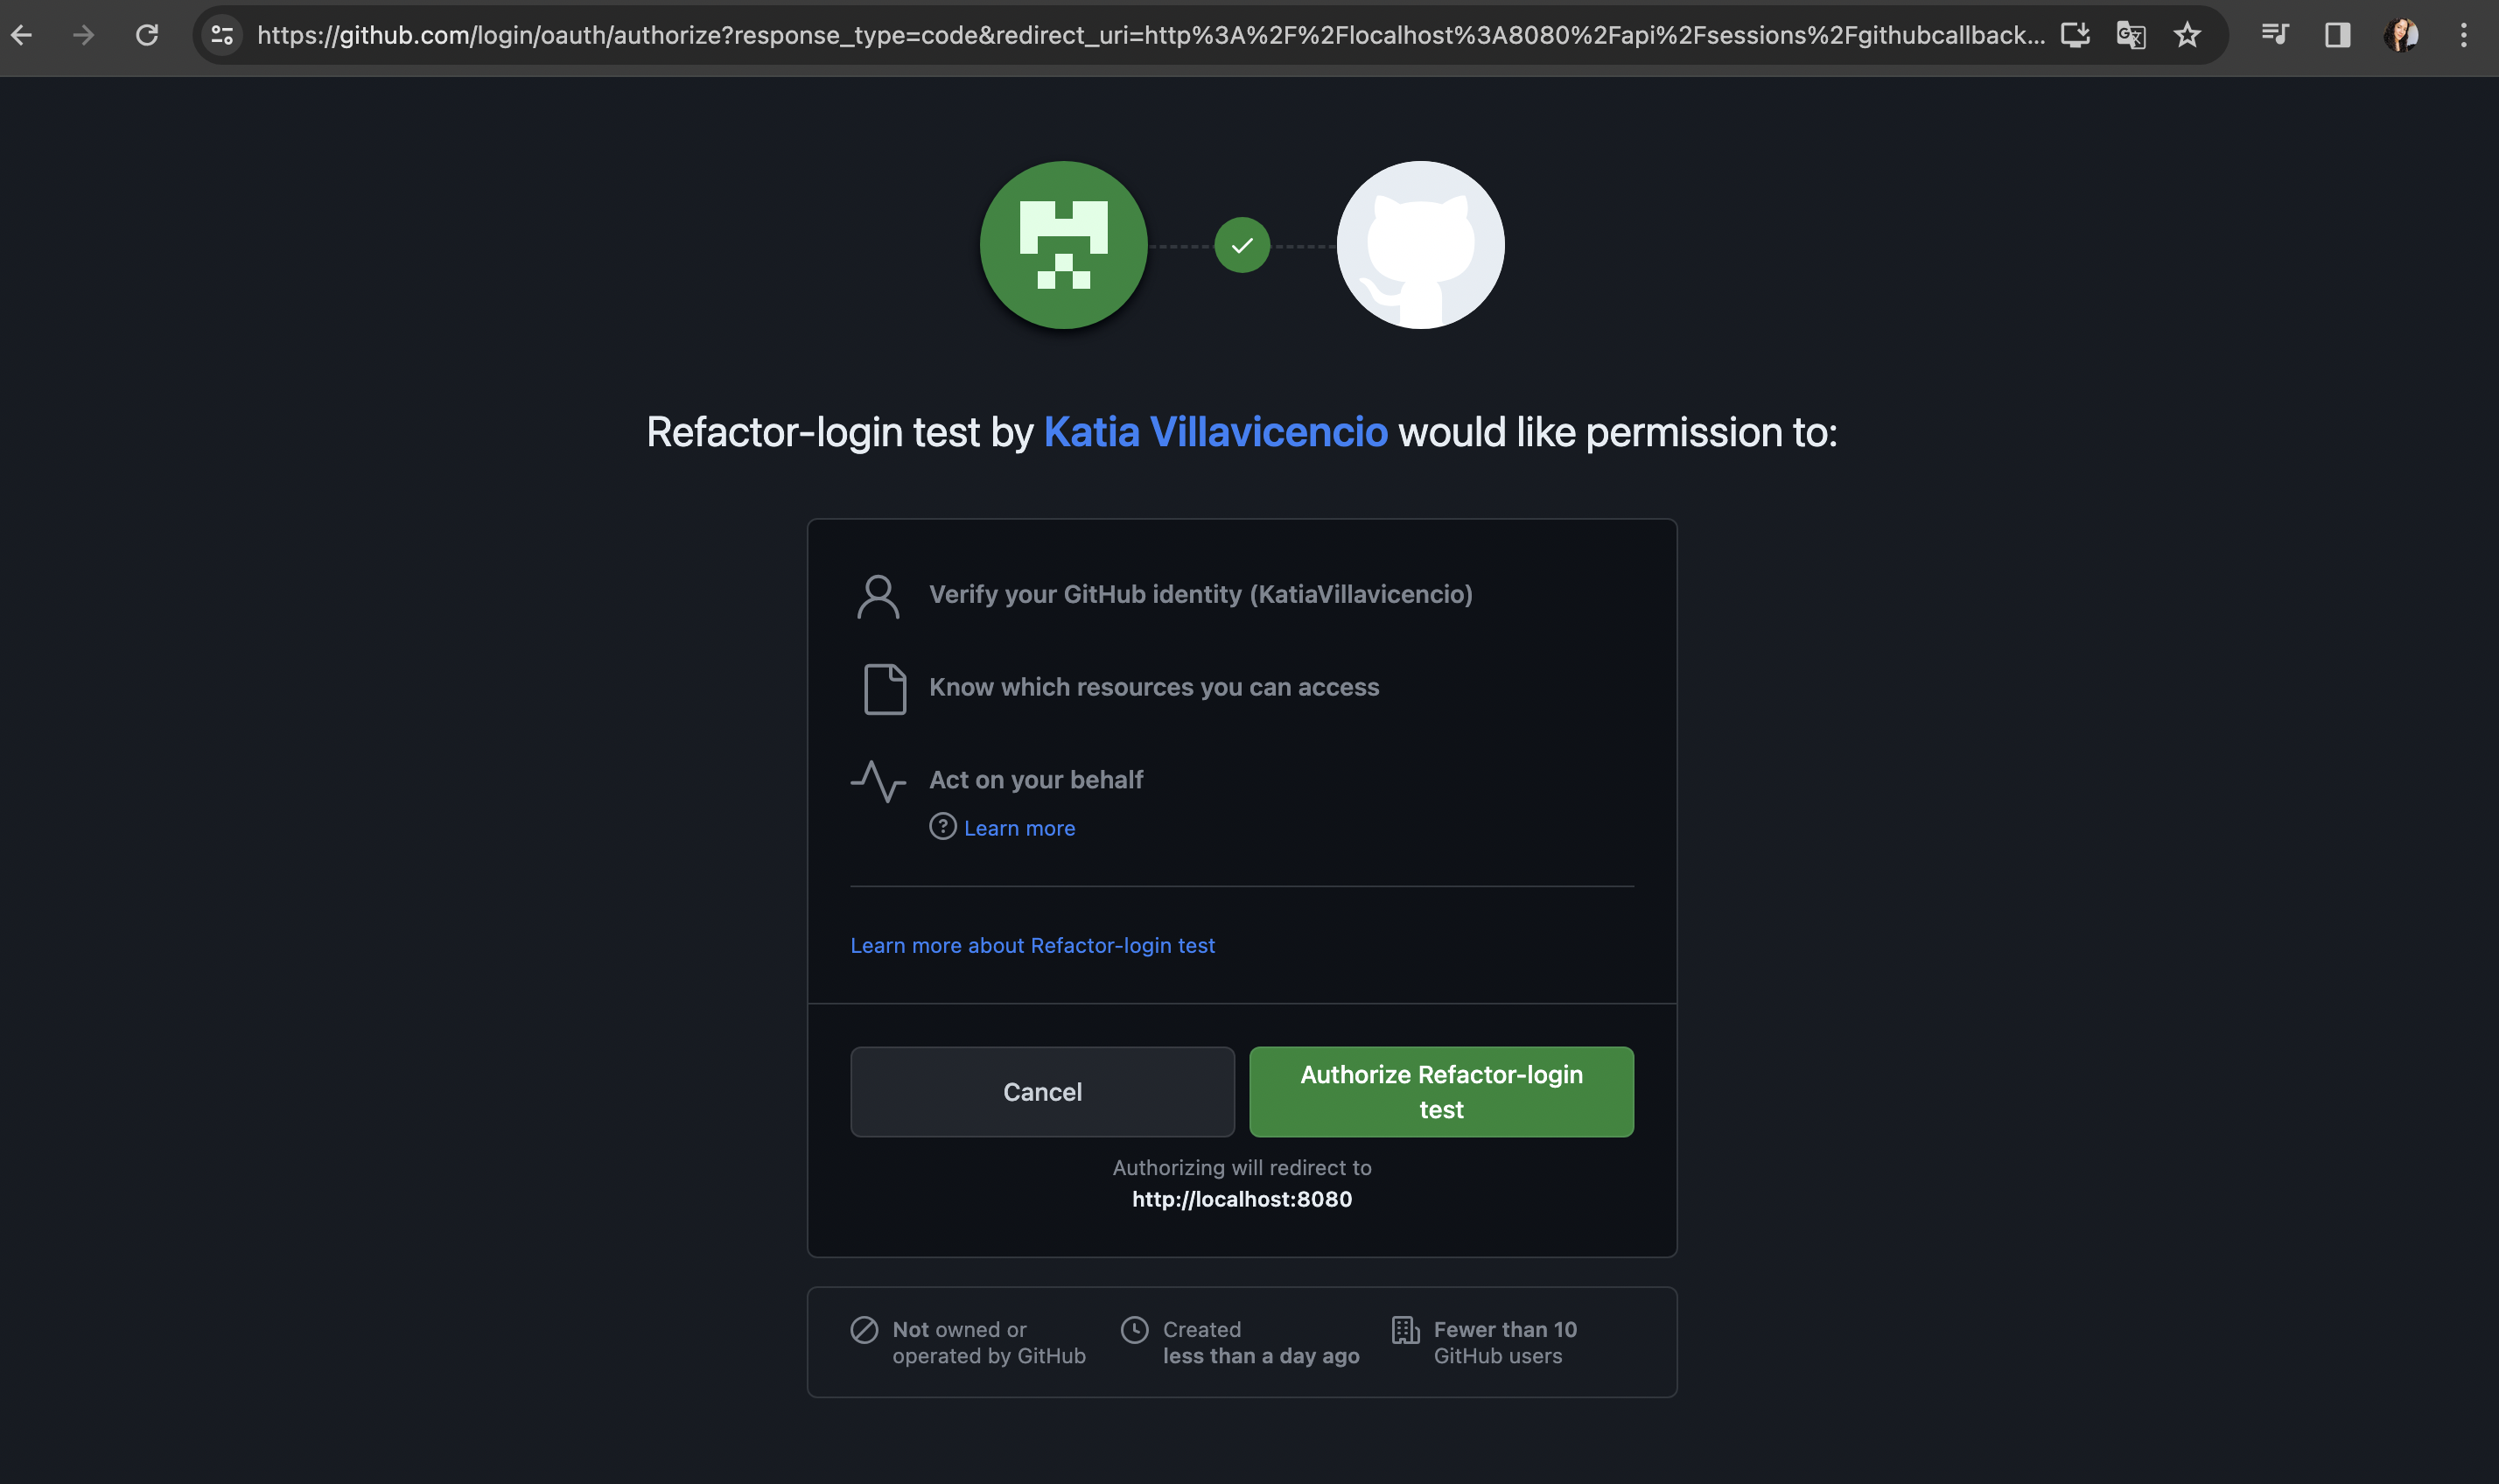 https://github.com/login/oauth/authorize?response_type=code&redirect_uri=http%3A%2F%2Flocalhost%3A8080%2Fapi%2Fsessions%2Fgithubcallback...
Refactor-login test by Katia Villavicencio would like permission to:
Verify your GitHub identity (KatiaVillavicencio)
Know which resources you can access
Act on your behalf
? Learn more
Learn more about Refactor-login test
Cancel
Authorize Refactor-login
test
Authorizing will redirect to
http://localhost:8080
Not owned or
operated by GitHub
Created
less than a day ago
Fewer than 10
GitHub users